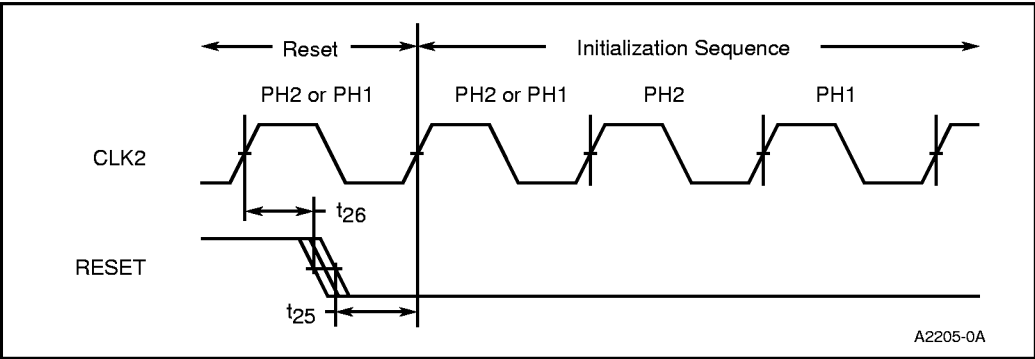 Reset Initialization Sequence
PH2 or PH1 PH2 or PH1 PH2 PH1
CLK2
t26
RESET
t25
A2205-0A